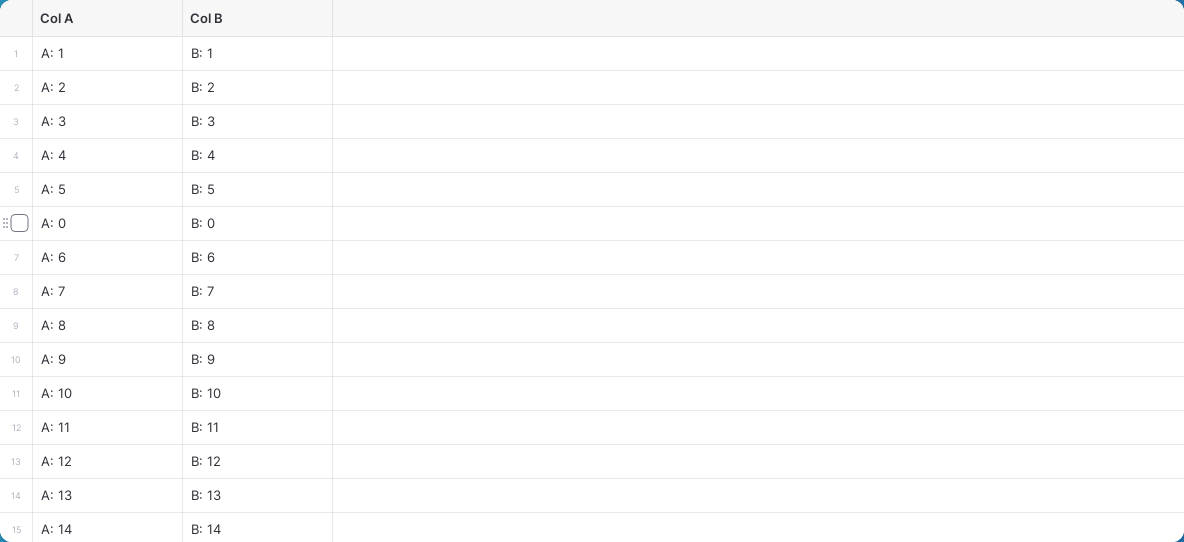 Col A Col B
1 A: 1 B: 1
2 A: 2 B: 2
3 A: 3 B: 3
4 A: 4 B: 4
5 A: 5 B: 5
A: 0 B: 0
7 A: 6 B: 6
8 A: 7 B: 7
9 A: 8 B: 8
10 A: 9 B: 9
11 A: 10 B: 10
12 A: 11 B: 11
13 A: 12 B: 12
14 A: 13 B: 13
15 A: 14 B: 14